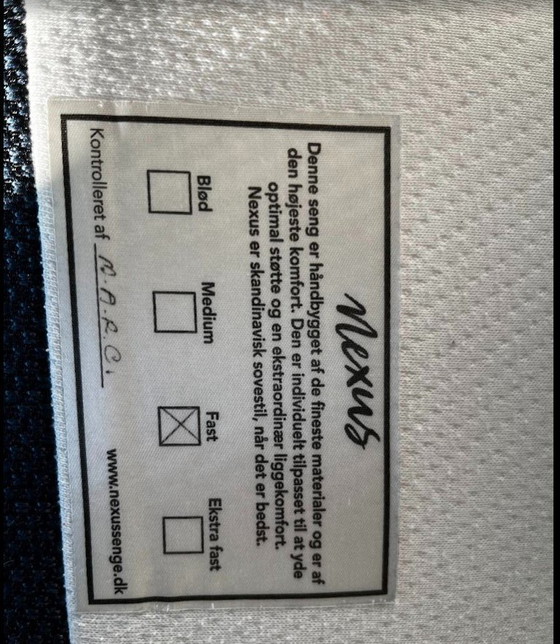 Nexus
Denne seng er håndbygget af de fineste materialer og er af
den højeste komfort. Den er individuelt tilpasset til at yde
optimal støtte og en ekstraordinær liggekomfort.
Nexus er skandinavisk sovestil, når det er bedst.
Blød Medium Fast Ekstra fast
Kontrolleret af M.A.R.C. www.nexussenge.dk